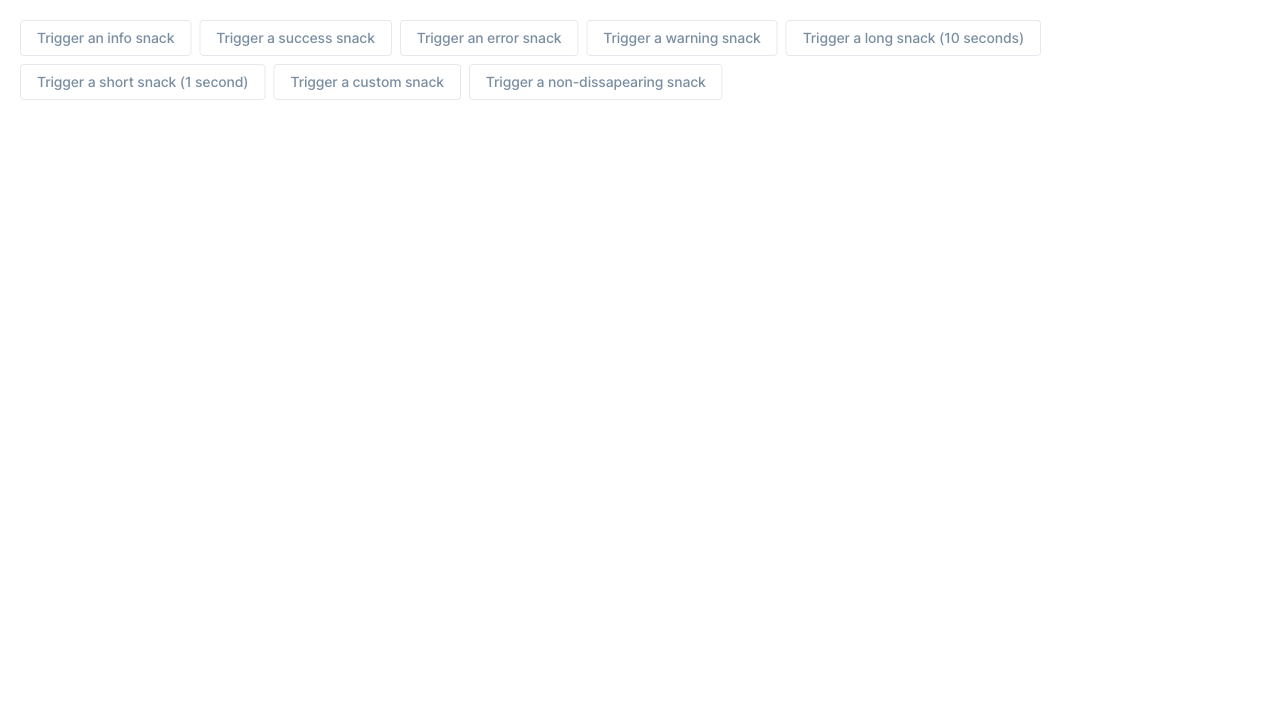 Trigger an info snack Trigger a success snack Trigger an error snack Trigger a warning snack Trigger a long snack (10 seconds)
Trigger a short snack (1 second) Trigger a custom snack Trigger a non-dissapearing snack